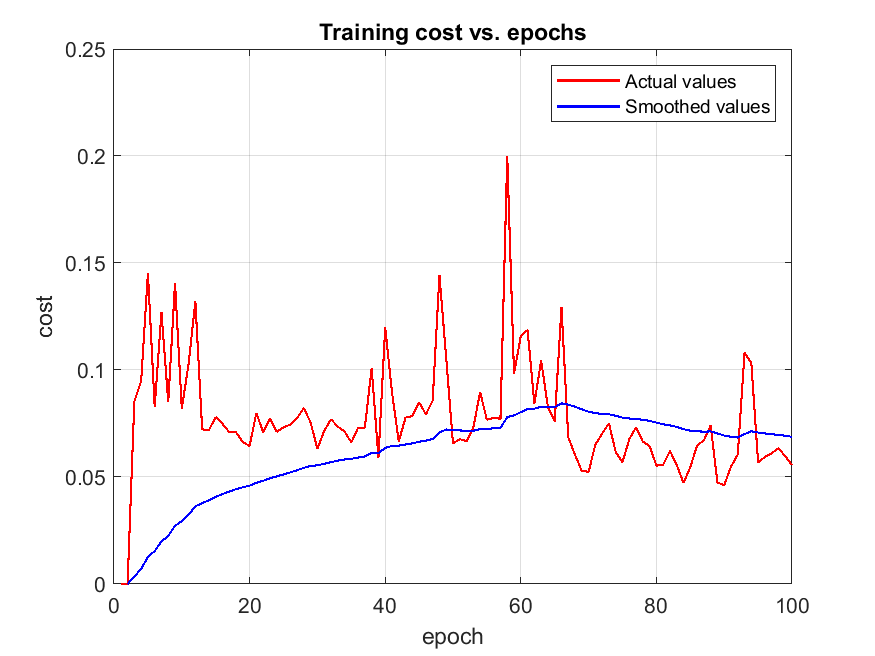 Training cost vs. epochs
0.25
Actual values
Smoothed values
0.2
0.15
cost
0.1
0.05
0
0 20 40 60 80 100
epoch